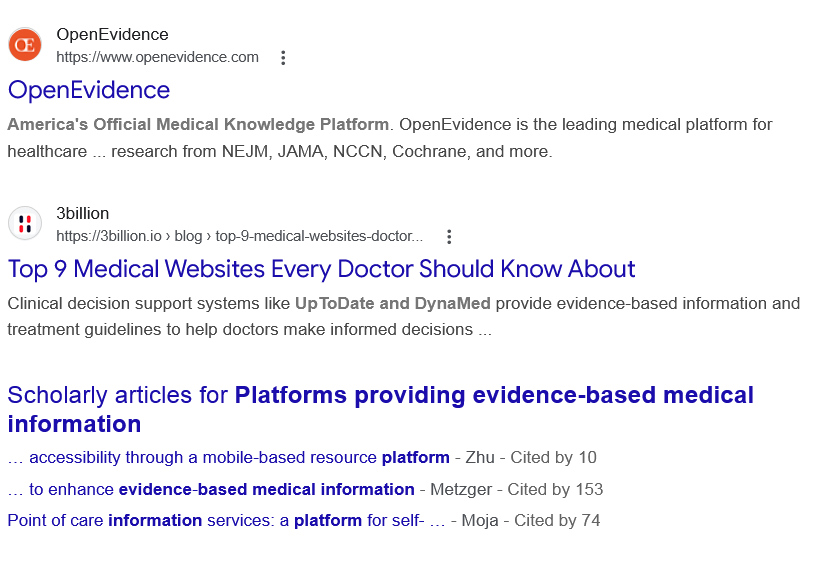 OpenEvidence
https://www.openevidence.com
OpenEvidence
America's Official Medical Knowledge Platform. OpenEvidence is the leading medical platform for
healthcare ... research from NEJM, JAMA, NCCN, Cochrane, and more.
3billion
https://3billion.io › blog › top-9-medical-websites-doctor...
Top 9 Medical Websites Every Doctor Should Know About
Clinical decision support systems like UpToDate and DynaMed provide evidence-based information and
treatment guidelines to help doctors make informed decisions ...
Scholarly articles for Platforms providing evidence-based medical
information
… accessibility through a mobile-based resource platform - Zhu - Cited by 10
… to enhance evidence-based medical information - Metzger - Cited by 153
Point of care information services: a platform for self- … - Moja - Cited by 74